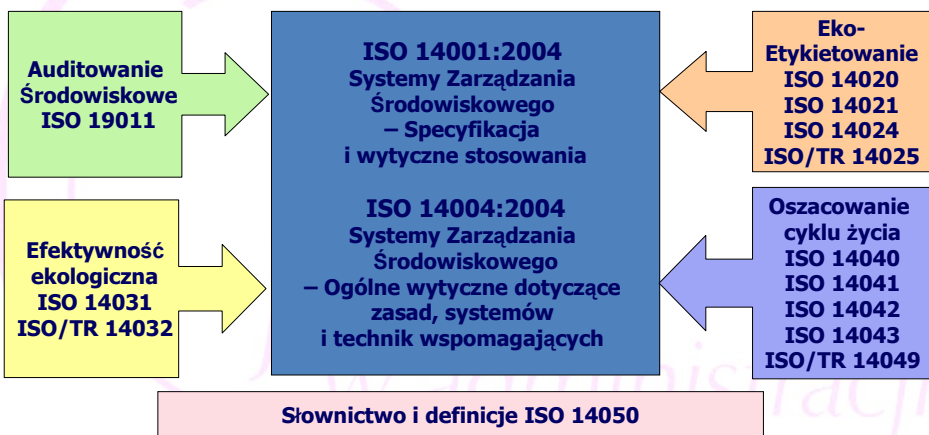 Auditowanie
Środowiskowe
ISO 19011
Efektywność
ekologiczna
ISO 14031
ISO/TR 14032
ISO 14001:2004
Systemy Zarządzania
Środowiskowego
– Specyfikacja
i wytyczne stosowania
ISO 14004:2004
Systemy Zarządzania
Środowiskowego
– Ogólne wytyczne dotyczące
zasad, systemów
i technik wspomagających
Eko-
Etykietowanie
ISO 14020
ISO 14021
ISO 14024
ISO/TR 14025
Oszacowanie
cyklu życia
ISO 14040
ISO 14041
ISO 14042
ISO 14043
ISO/TR 14049
w administracji
Słownictwo i definicje ISO 14050